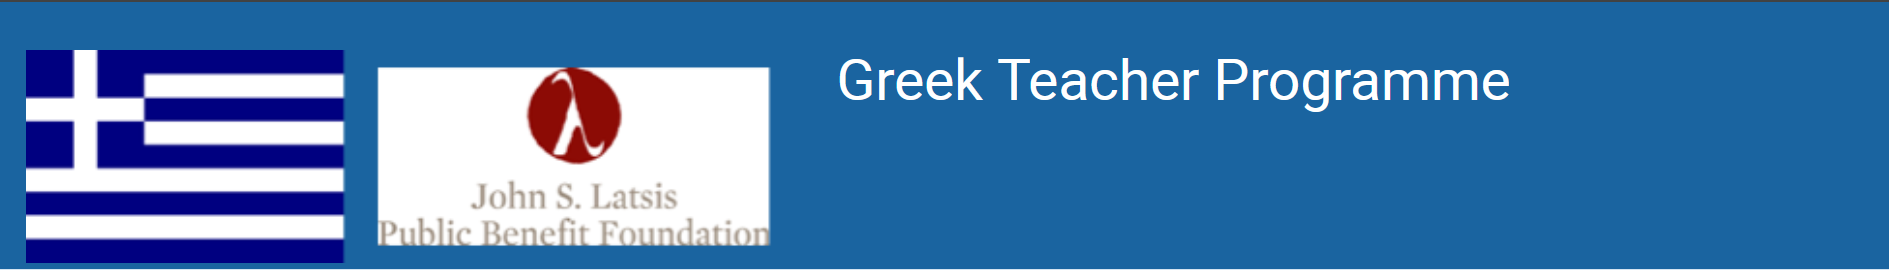 Greek Teacher Programme
λ
John S. Latsis
Public Benefit Foundation